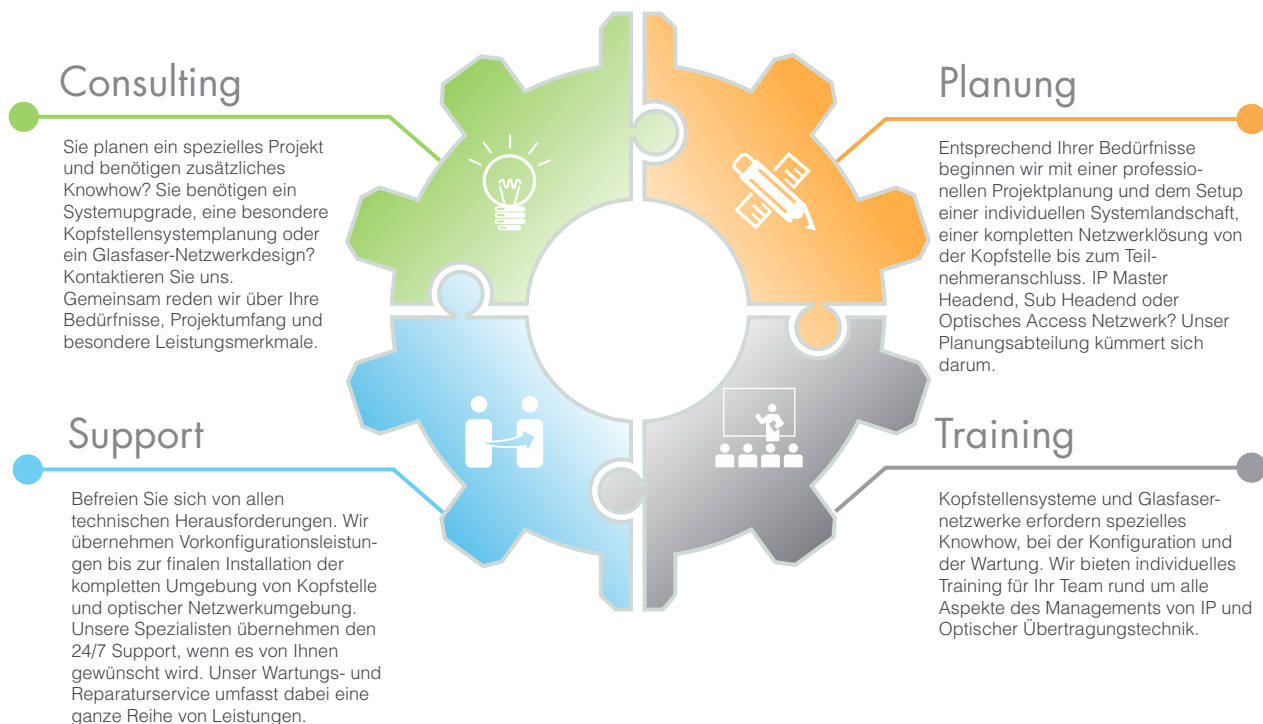 Consulting
Sie planen ein spezielles Projekt
und benötigen zusätzliches
Knowhow? Sie benötigen ein
Systemupgrade, eine besondere
Kopfstellensystemplanung oder
ein Glasfaser-Netzwerkdesign?
Kontaktieren Sie uns.
Gemeinsam reden wir über Ihre
Bedürfnisse, Projektumfang und
besondere Leistungsmerkmale.
Planung
Entsprechend Ihrer Bedürfnisse
beginnen wir mit einer professio-
nellen Projektplanung und dem Setup
einer individuellen Systemlandschaft,
einer kompletten Netzwerklösung von
der Kopfstelle bis zum Teil-
nehmeranschluss. IP Master
Headend, Sub Headend oder
Optisches Access Netzwerk? Unser
Planungsabteilung kümmert sich
darum.
Support
Befreien Sie sich von allen
technischen Herausforderungen. Wir
übernehmen Vorkonfigurationsleistun-
gen bis zur finalen Installation der
kompletten Umgebung von Kopfstelle
und optischer Netzwerkumgebung.
Unsere Spezialisten übernehmen den
24/7 Support, wenn es von Ihnen
gewünscht wird. Unser Wartungs- und
Reparaturservice umfasst dabei eine
ganze Reihe von Leistungen.
Training
Kopfstellensysteme und Glasfaser-
netzwerke erfordern spezielles
Knowhow, bei der Konfiguration und
der Wartung. Wir bieten individuelles
Training für Ihr Team rund um alle
Aspekte des Managements von IP und
Optischer Übertragungstechnik.